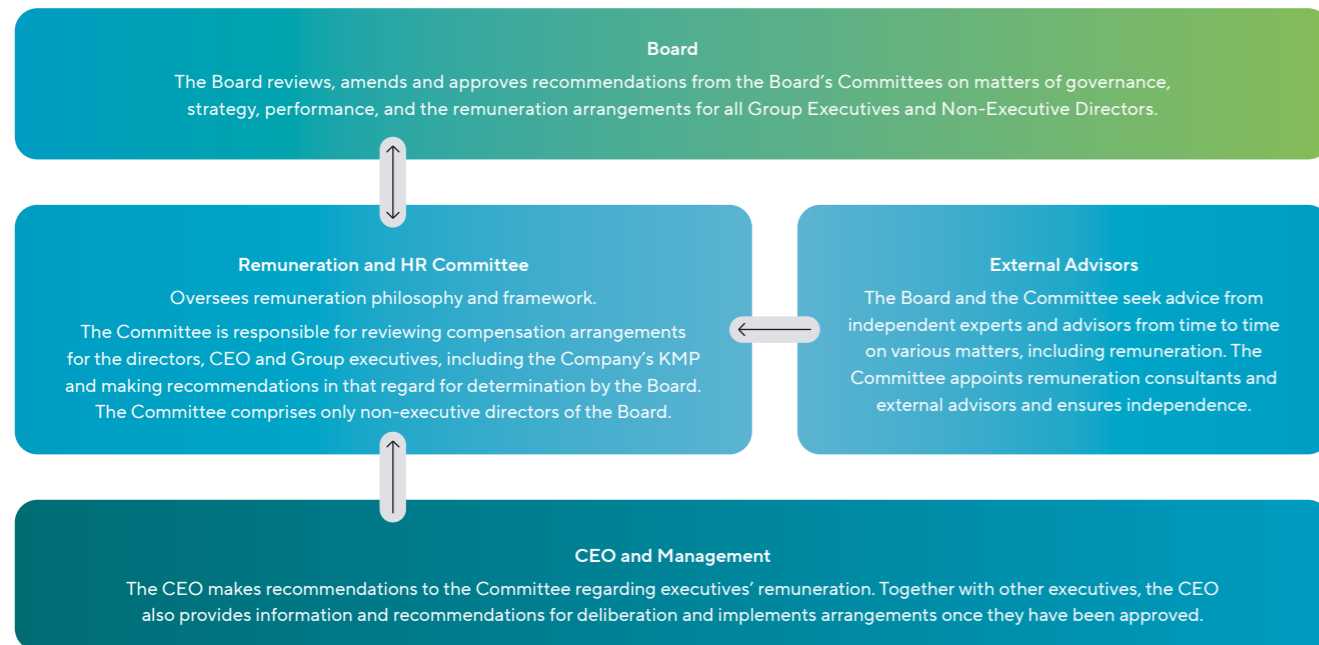 Board
The Board reviews, amends and approves recommendations from the Board’s Committees on matters of governance,
strategy, performance, and the remuneration arrangements for all Group Executives and Non-Executive Directors.
Remuneration and HR Committee
Oversees remuneration philosophy and framework.
The Committee is responsible for reviewing compensation arrangements
for the directors, CEO and Group executives, including the Company’s KMP
and making recommendations in that regard for determination by the Board.
The Committee comprises only non-executive directors of the Board.
External Advisors
The Board and the Committee seek advice from
independent experts and advisors from time to time
on various matters, including remuneration. The
Committee appoints remuneration consultants and
external advisors and ensures independence.
CEO and Management
The CEO makes recommendations to the Committee regarding executives’ remuneration. Together with other executives, the CEO
also provides information and recommendations for deliberation and implements arrangements once they have been approved.